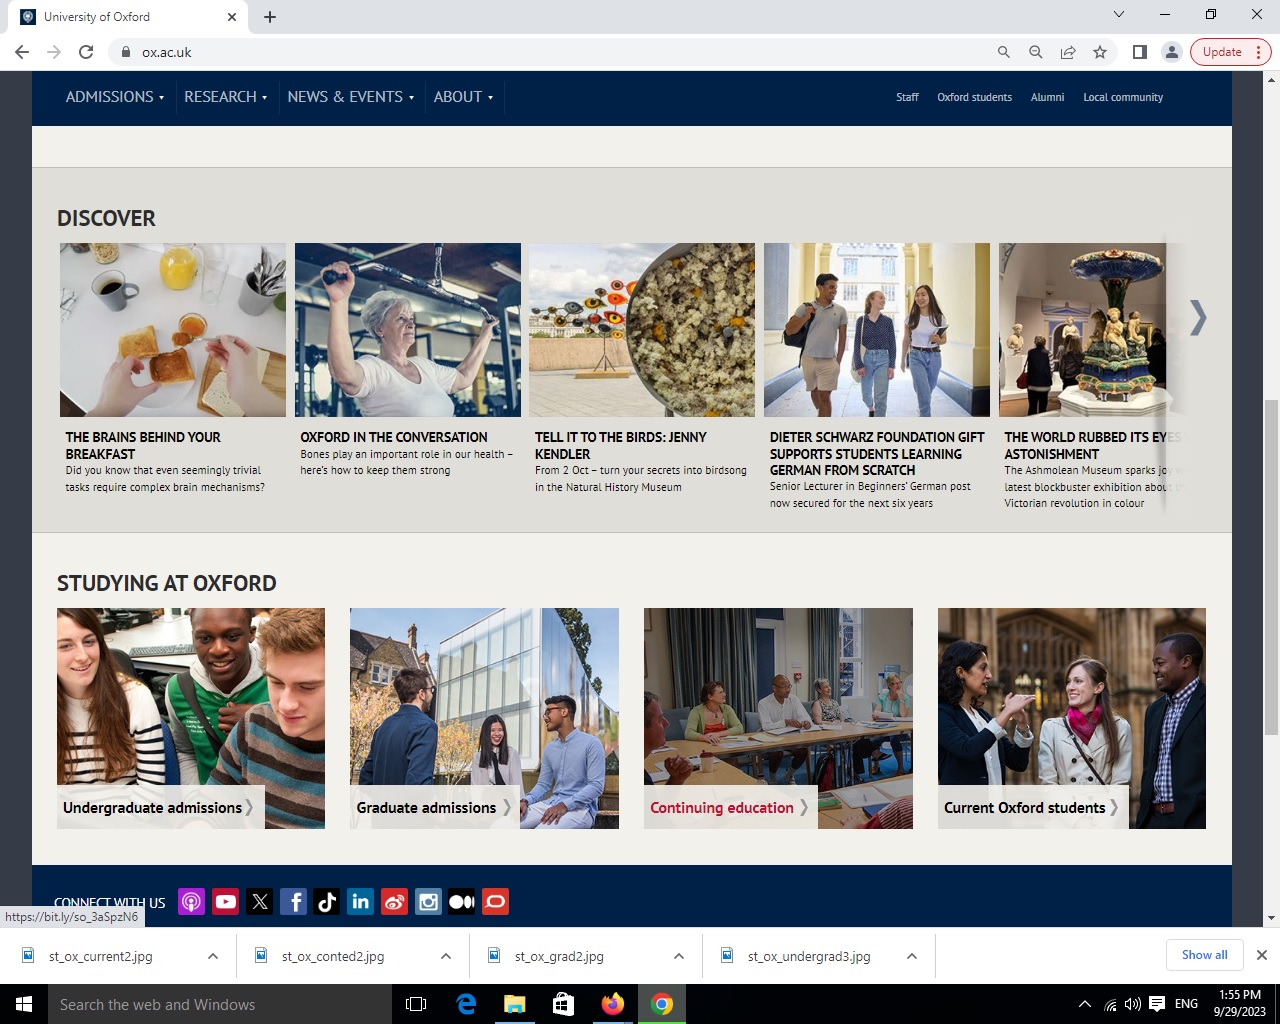 University of Oxford
ox.ac.uk
Update
ADMISSIONS
RESEARCH
NEWS & EVENTS
ABOUT
Staff
Oxford students
Alumni
Local community
DISCOVER
THE BRAINS BEHIND YOUR
BREAKFAST
Did you know that even seemingly trivial
tasks require complex brain mechanisms?
OXFORD IN THE CONVERSATION
Bones play an important role in our health –
here's how to keep them strong
TELL IT TO THE BIRDS: JENNY
KENDLER
From 2 Oct – turn your secrets into birdsong
in the Natural History Museum
DIETER SCHWARZ FOUNDATION GIFT
SUPPORTS STUDENTS LEARNING
GERMAN FROM SCRATCH
Senior Lecturer in Beginners' German post
now secured for the next six years
THE WORLD RUBBED ITS EYES
ASTONISHMENT
The Ashmolean Museum sparks joy
latest blockbuster exhibition about
Victorian revolution in colour
STUDYING AT OXFORD
Undergraduate admissions
Graduate admissions
Continuing education
Current Oxford students
CONNECT WITH US
https://bit.ly/so_3aSpzN6
st_ox_current2.jpg
st_ox_conted2.jpg
st_ox_grad2.jpg
st_ox_undergrad3.jpg
Show all
Search the web and Windows
ENG
1:55 PM
9/29/2023